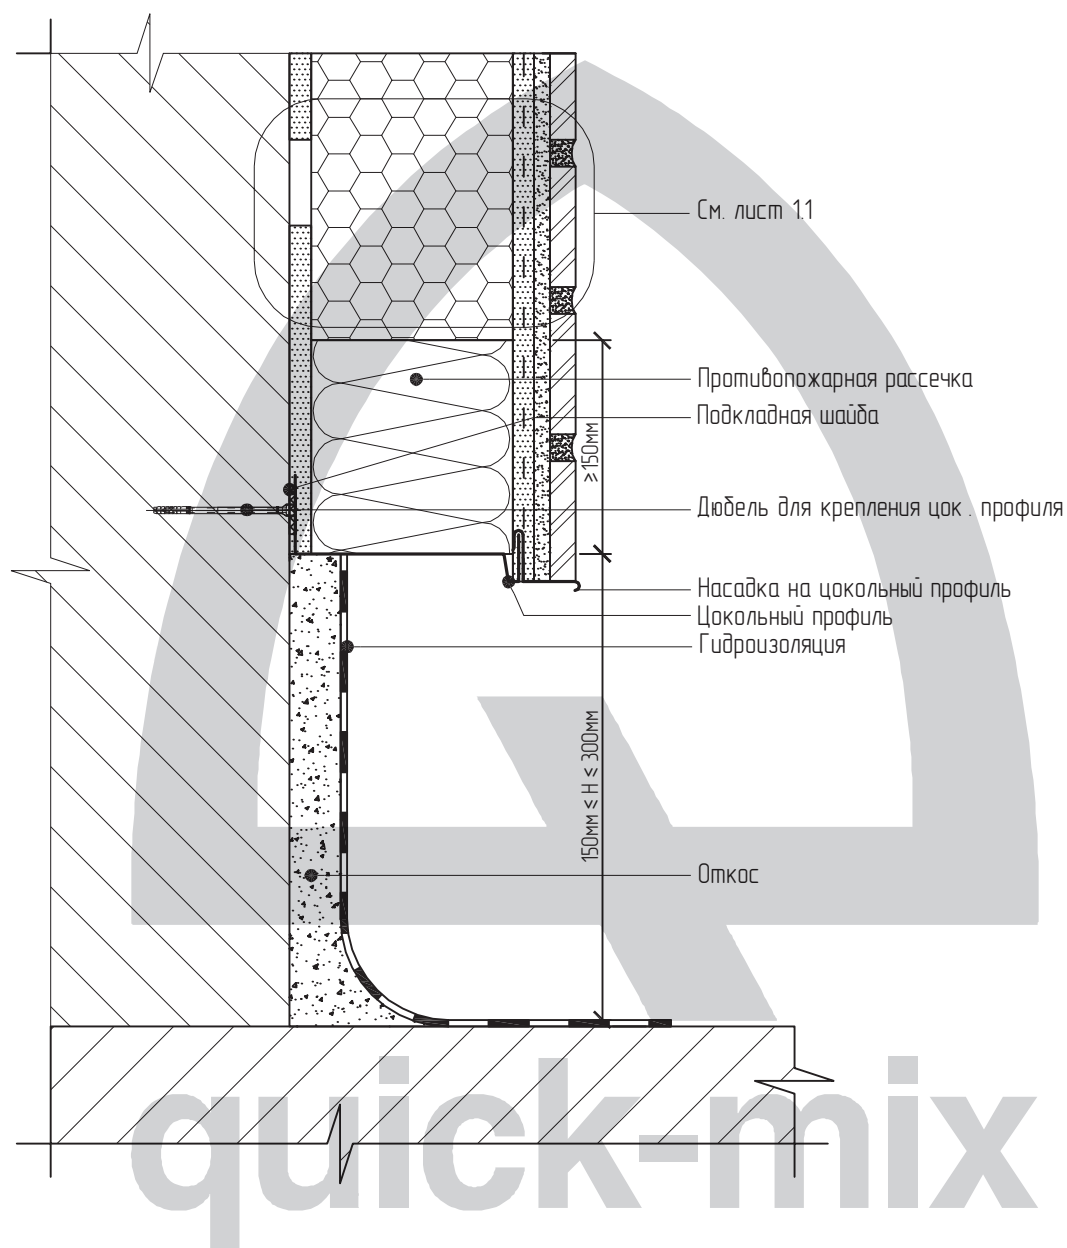 См. лист 1.1
Противопожарная рассечка
Подкладная шайба
≥150мм
Дюбель для крепления цок. профиля
Насадка на цокольный профиль
Цокольный профиль
Гидроизоляция
150мм ≤ H ≤ 300мм
Откос
quick-mix